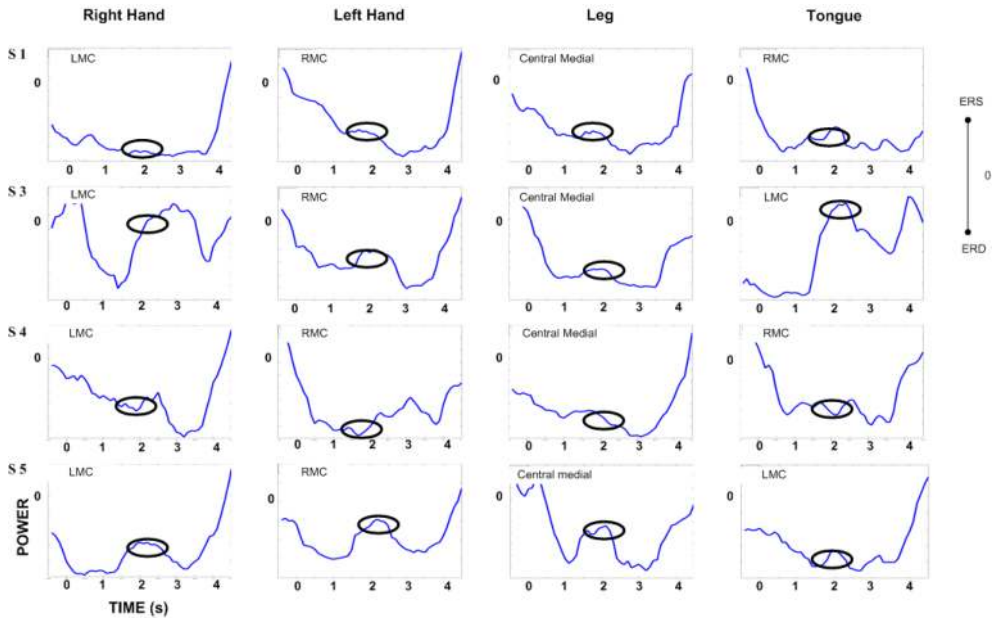 Right Hand Left Hand Leg Tongue
S 1 LMC RMC Central Medial RMC
0 0 0 0
ERS
0 1 2 3 4 0 1 2 3 4 0 1 2 3 4 0 1 2 3 4
0
S 3 LMC RMC Central Medial LMC
0 0 0 0
ERD
0 1 2 3 4 0 1 2 3 4 0 1 2 3 4 0 1 2 3 4
S 4 LMC RMC Central Medial RMC
0 0 0 0
0 1 2 3 4 0 1 2 3 4 0 1 2 3 4 0 1 2 3 4
S 5 LMC RMC Central medial LMC
0 0 0 0
POWER
0 1 2 3 4 0 1 2 3 4 0 1 2 3 4 0 1 2 3 4
TIME (s)